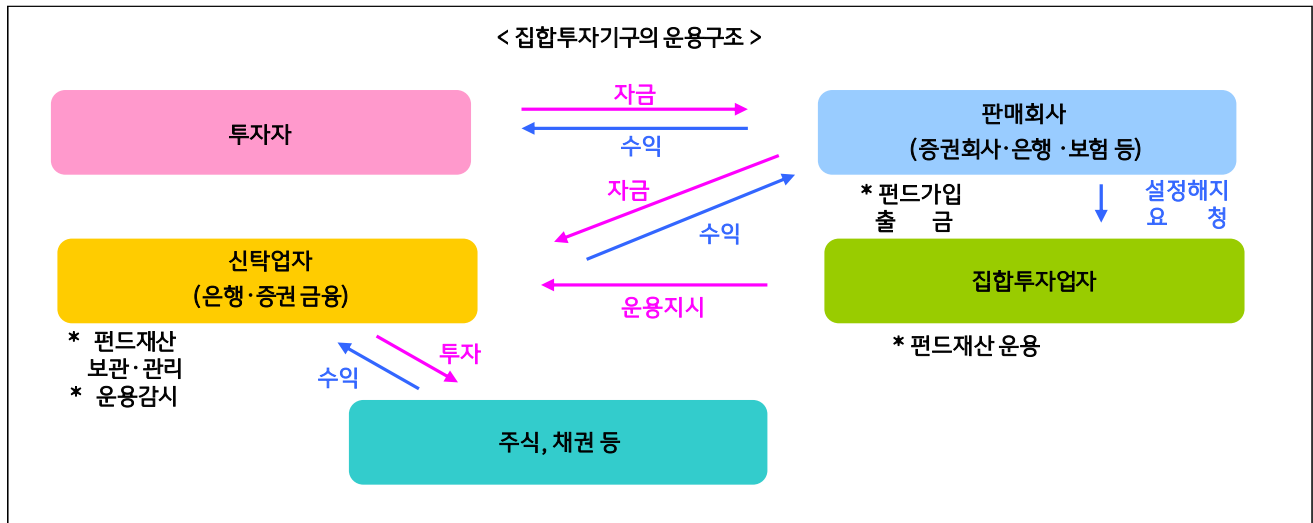 < 집합투자기구의 운용구조 >
투자자
자금
수익
판매회사
(증권회사·은행 ·보험 등)
자금
수익
* 펀드가입
출 금
설정해지
요 청
신탁업자
(은행·증권 금융)
운용지시
집합투자업자
* 펀드재산
보관·관리
* 운용감시
수익
투자
* 펀드재산 운용
주식, 채권 등